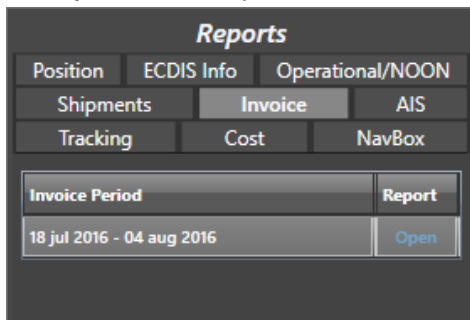 Reports
Position ECDIS Info Operational/NOON
Shipments Invoice AIS
Tracking Cost NavBox
Invoice Period Report
18 jul 2016 - 04 aug 2016 Open